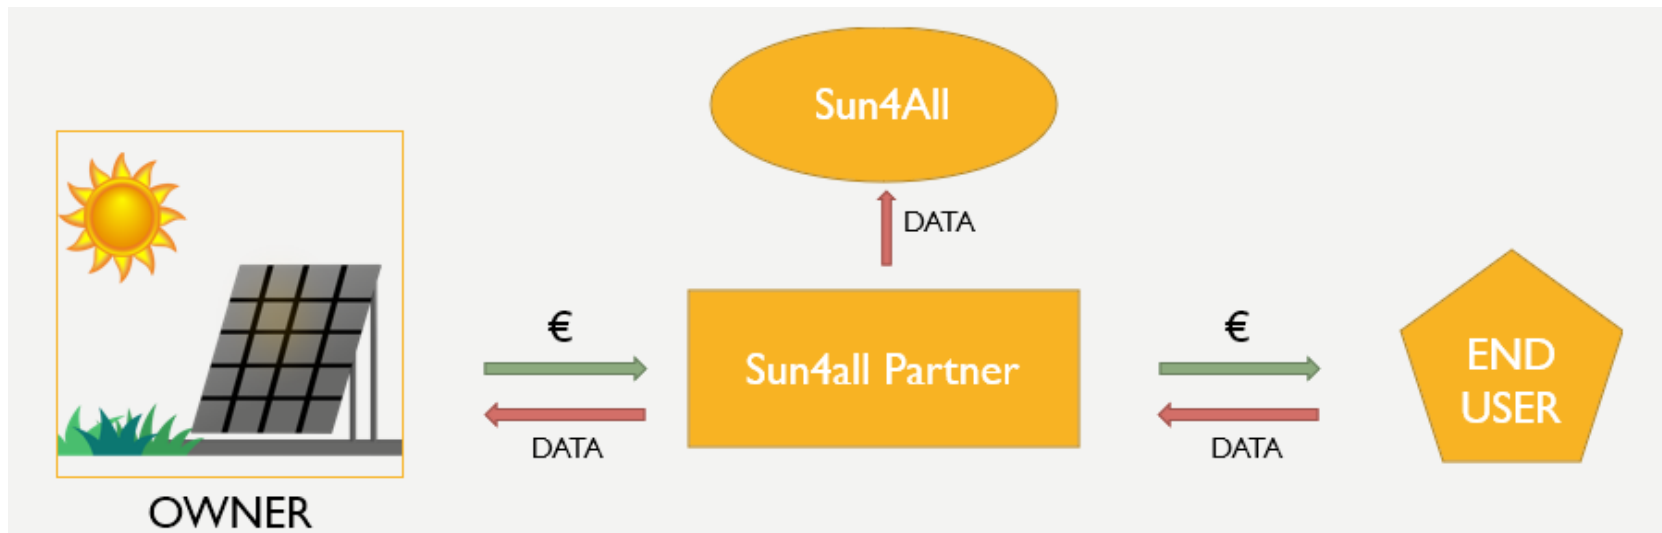 Sun4All
DATA
€
€
Sun4all Partner
END
USER
DATA
DATA
OWNER